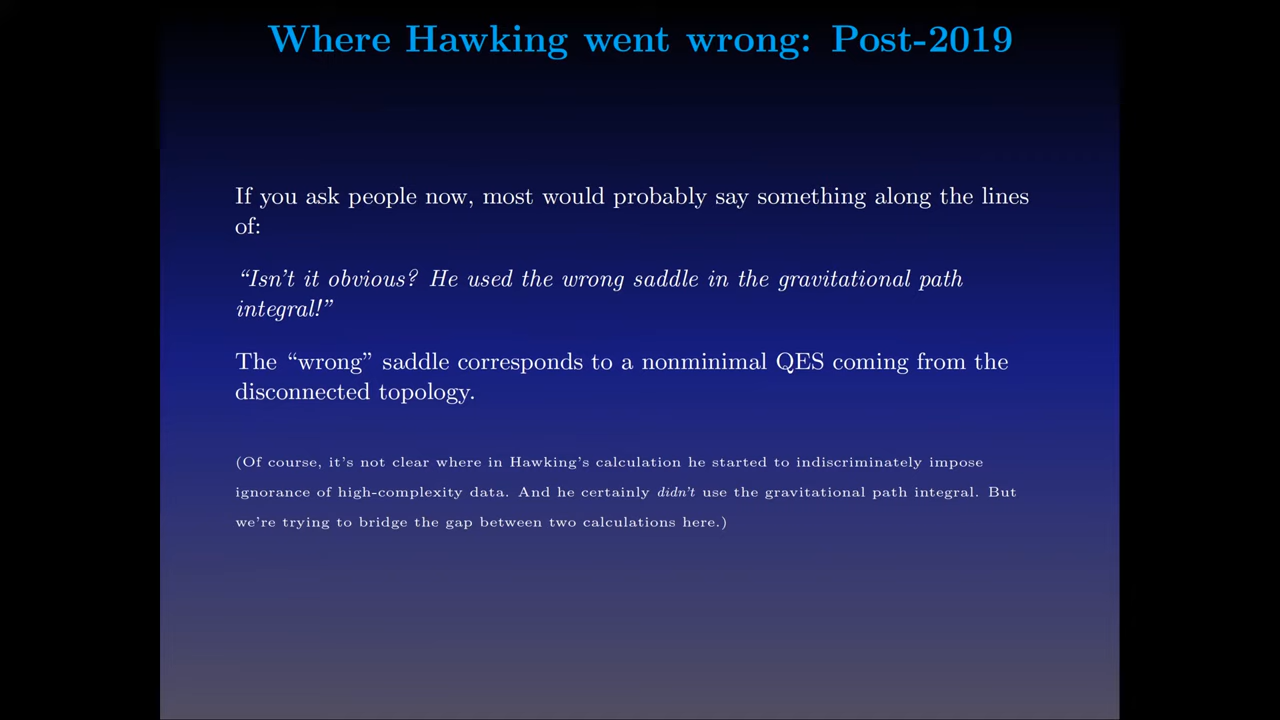 Where Hawking went wrong: Post-2019
If you ask people now, most would probably say something along the lines
of:
“Isn’t it obvious? He used the wrong saddle in the gravitational path
integral!”
The “wrong” saddle corresponds to a nonminimal QES coming from the
disconnected topology.
(Of course, it’s not clear where in Hawking’s calculation he started to indiscriminately impose
ignorance of high-complexity data. And he certainly didn’t use the gravitational path integral. But
we’re trying to bridge the gap between two calculations here.)